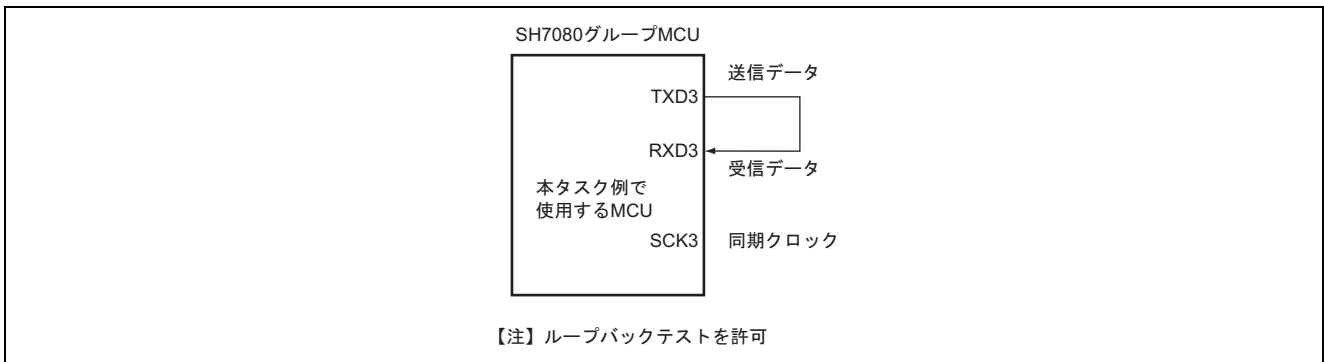 SH7080グループMCU
送信データ
TXD3
RXD3
受信データ
本タスク例で
使用するMCU
SCK3
同期クロック
【注】ループバックテストを許可